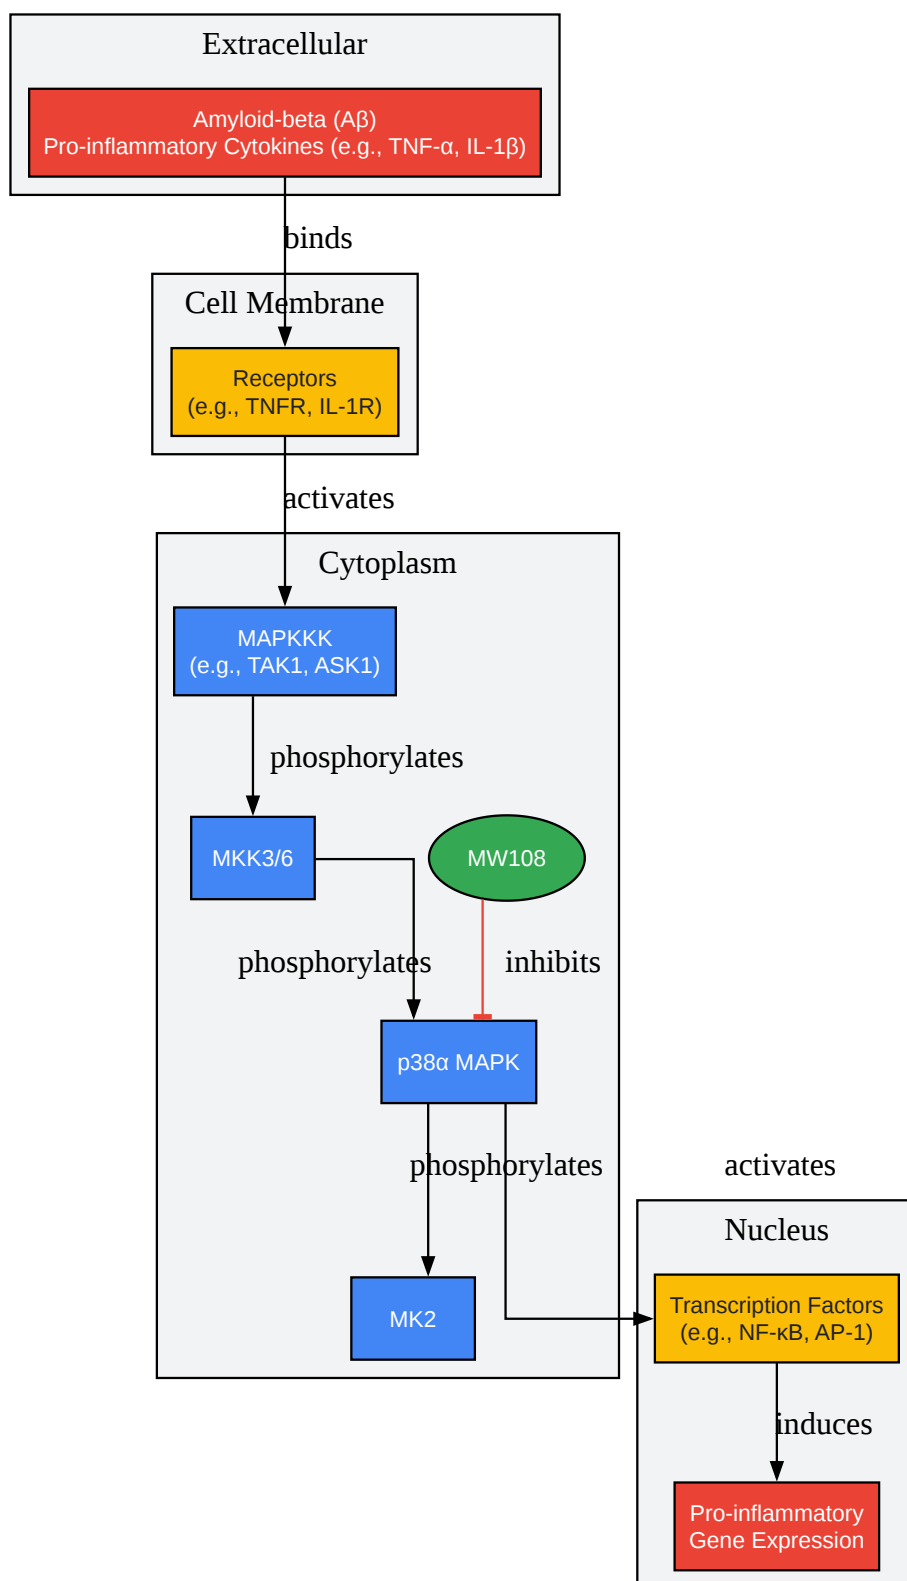 Extracellular
Amyloid-beta (Aβ)
Pro-inflammatory Cytokines (e.g., TNF-α, IL-1β)
binds
Cell Membrane
Receptors
(e.g., TNFR, IL-1R)
activates
Cytoplasm
MAPKKK
(e.g., TAK1, ASK1)
phosphorylates
MKK3/6
MW108
phosphorylates
inhibits
p38α MAPK
phosphorylates
activates
Nucleus
Transcription Factors
(e.g., NF-κB, AP-1)
MK2
induces
Pro-inflammatory
Gene Expression